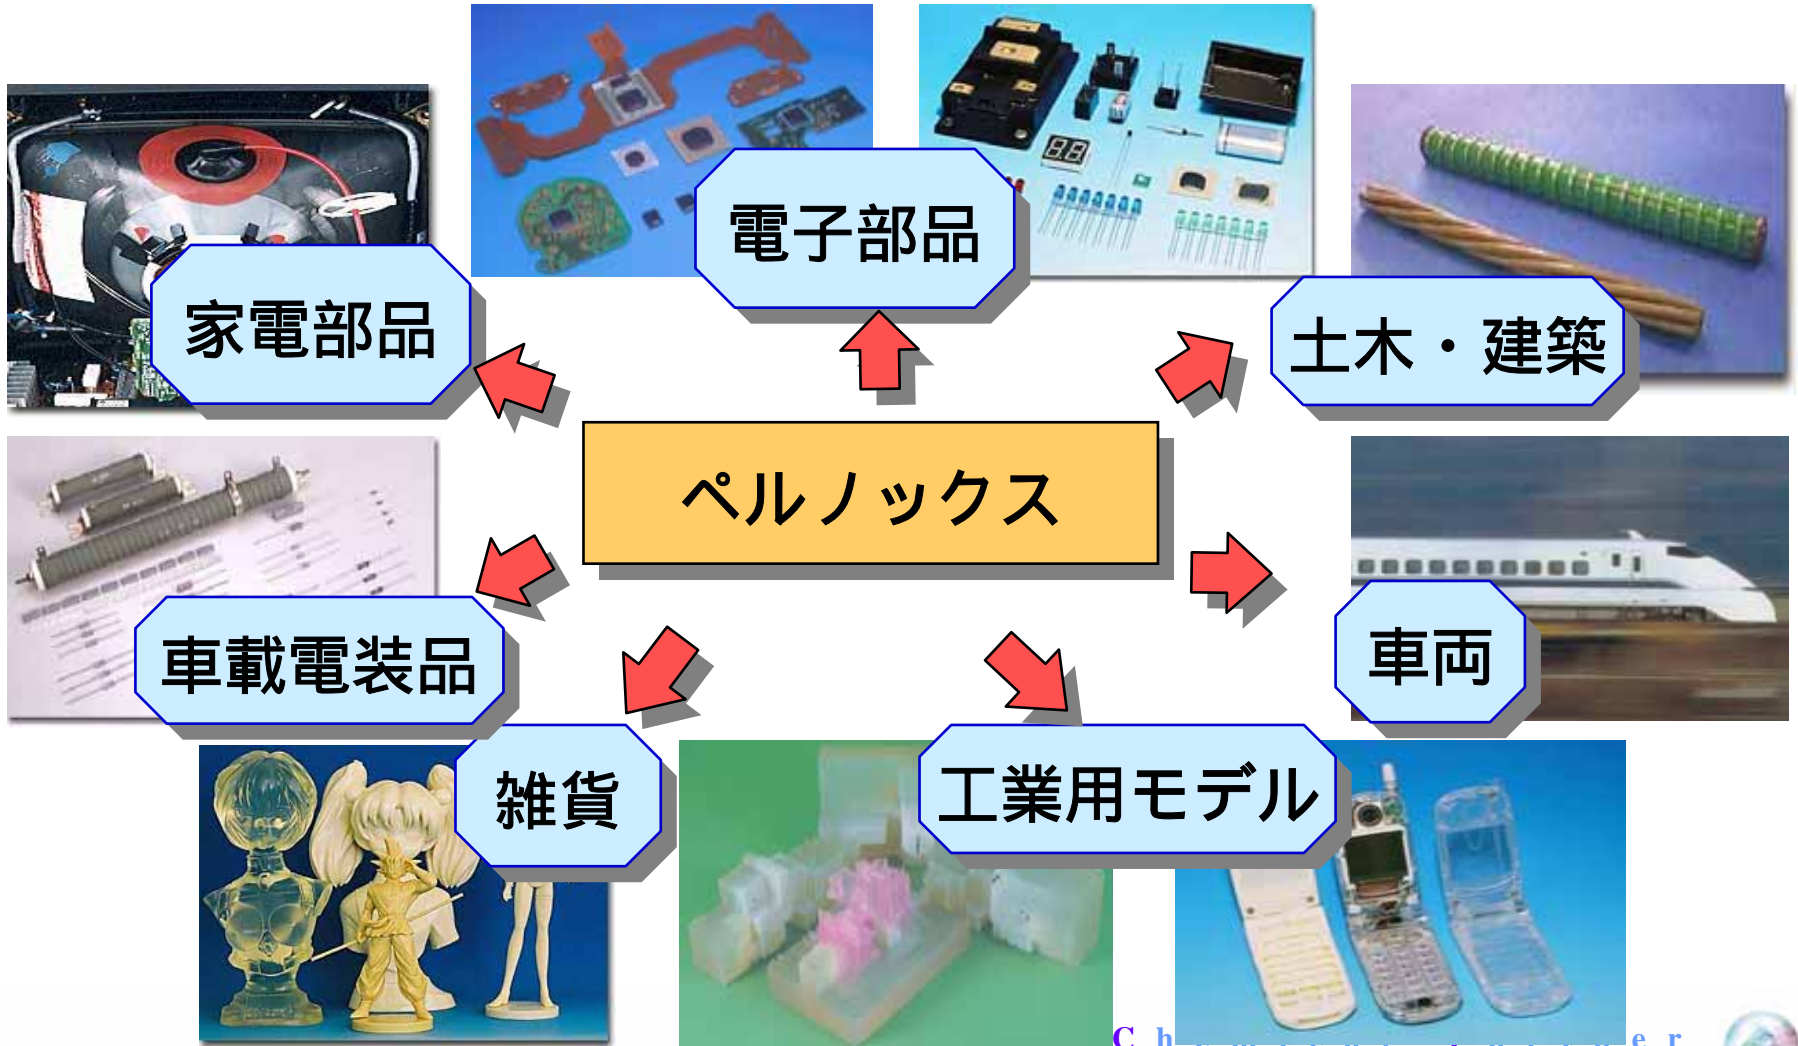 電子部品
家電部品
土木・建築
ペルノックス
車載電装品
車両
雑貨
工業用モデル